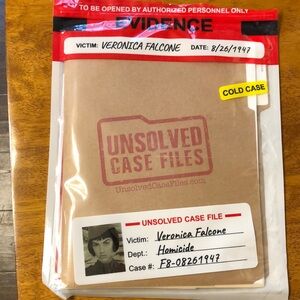 TO BE OPENED BY AUTHORIZED PERSONNEL ONLY
EVIDENCE
VICTIM: VERONICA FALCONE DATE: 8/26/1947
COLD CASE
UNSOLVED
CASE FILES
UnsolvedCaseFiles.com
UNSOLVED CASE FILE
Victim: Veronica Falcone
Dept.: Homicide
Case #: F8-08261947